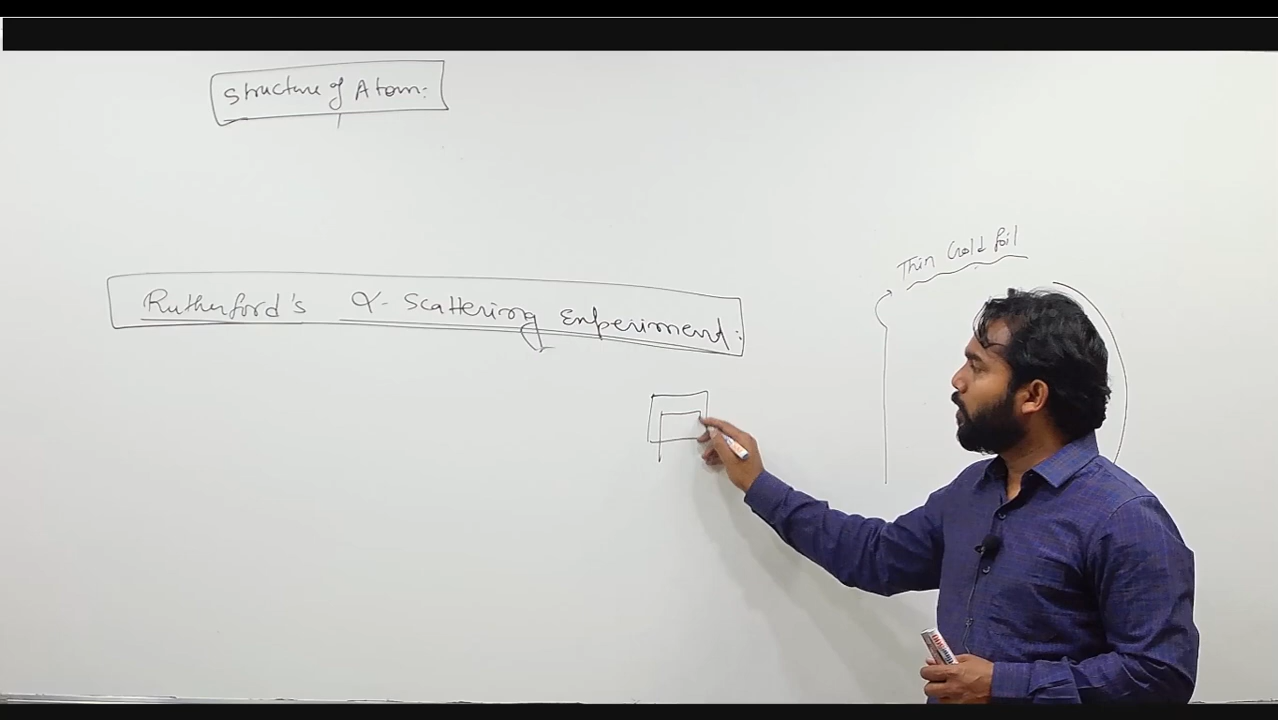 Structure of Atom:
Rutherford's α- Scattering Experiment:
Thin Gold foil